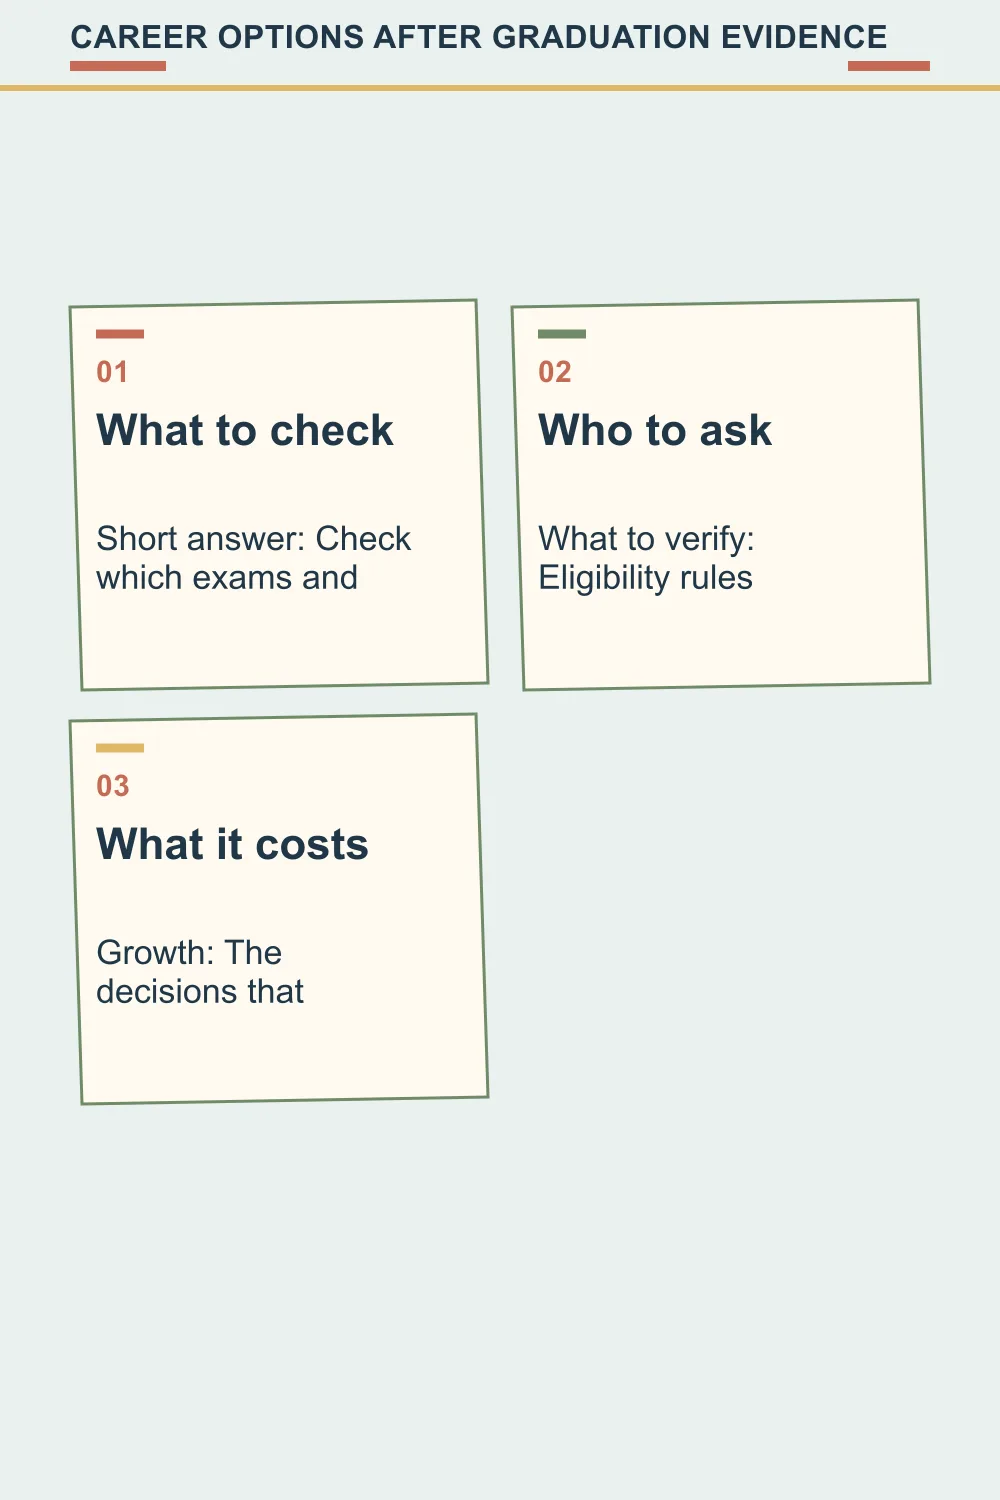 CAREER OPTIONS AFTER GRADUATION EVIDENCE
01
What to check
Short answer: Check
which exams and
02
Who to ask
What to verify:
Eligibility rules
03
What it costs
Growth: The
decisions that